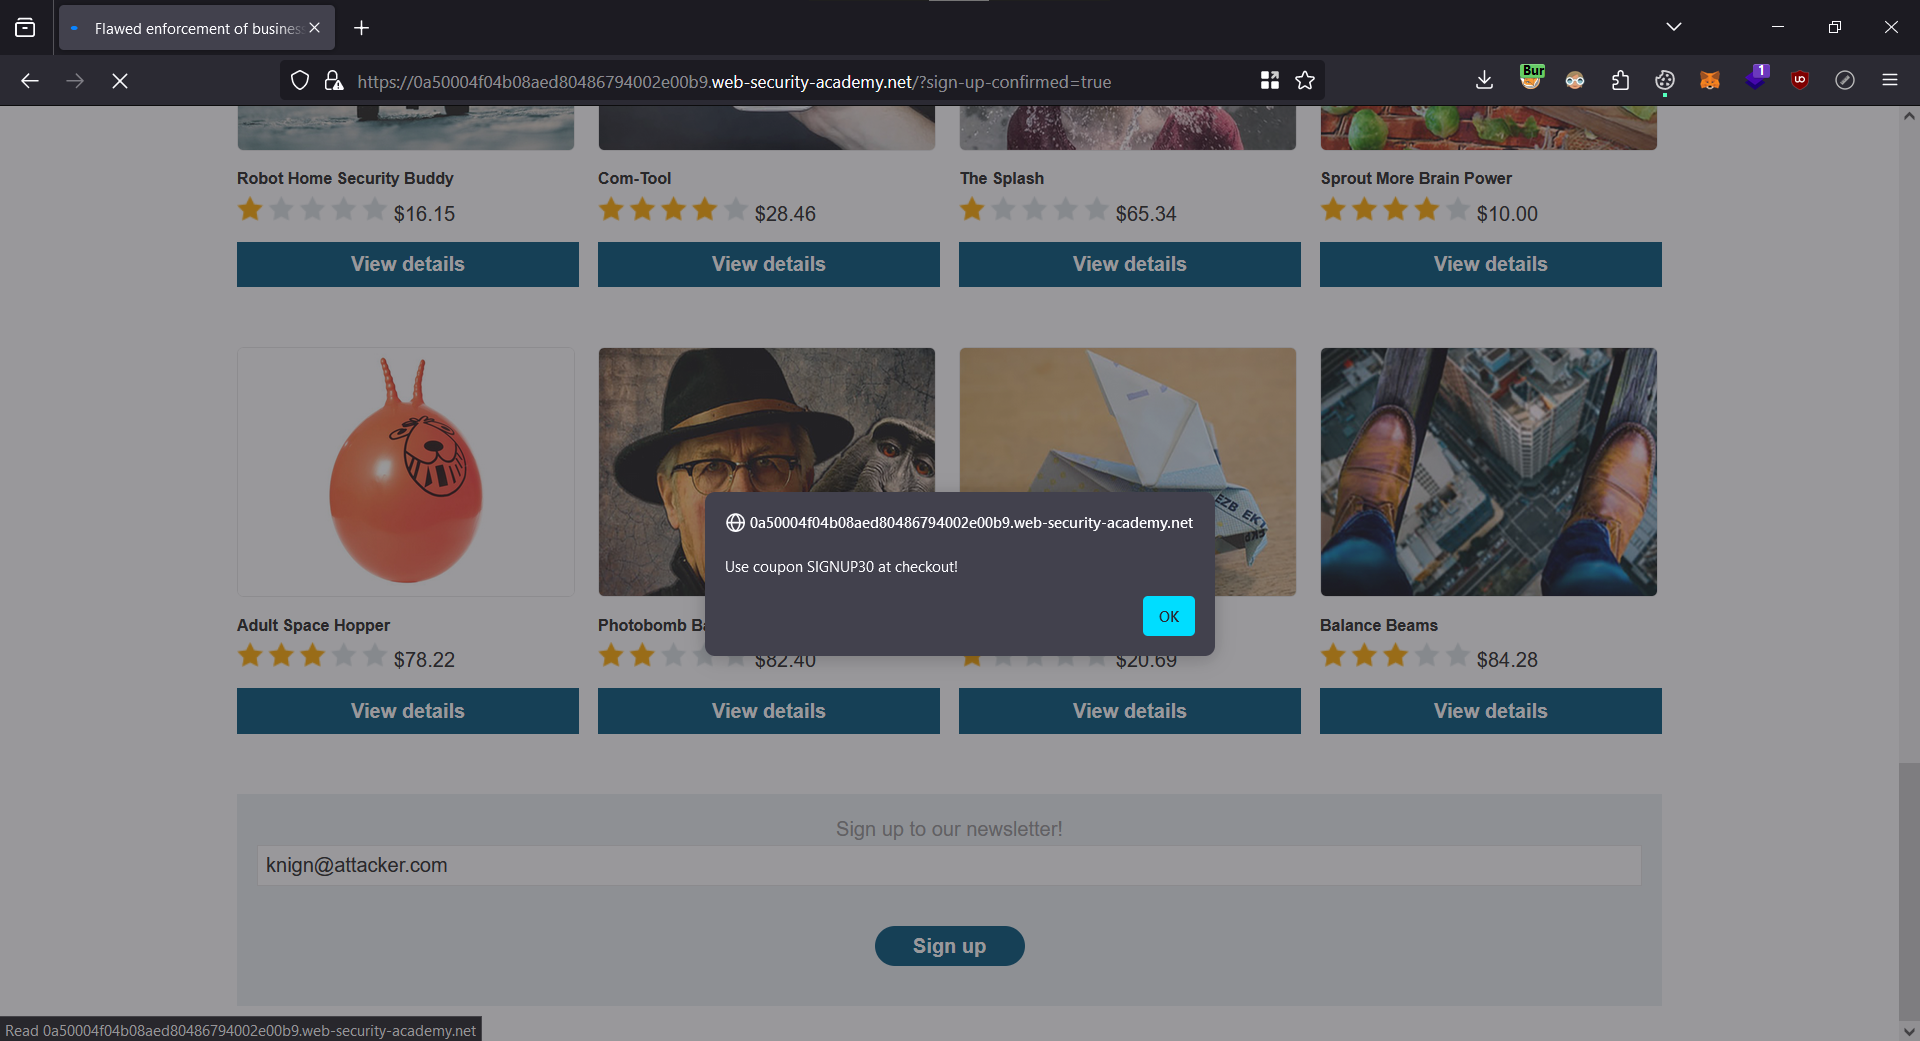 Flawed enforcement of busines
https://0a50004f04b08aed80486794002e00b9.web-security-academy.net/?sign-up-confirmed=true
Bur
1
Robot Home Security Buddy
$16.15
View details
Com-Tool
$28.46
View details
The Splash
$65.34
View details
Sprout More Brain Power
$10.00
View details
EZB EK
0a50004f04b08aed80486794002e00b9.web-security-academy.net
Use coupon SIGNUP30 at checkout!
OK
Adult Space Hopper
$78.22
View details
Photobomb
$82.40
View details
$20.69
View details
Balance Beams
$84.28
View details
Sign up to our newsletter!
knign@attacker.com
Sign up
Read 0a50004f04b08aed80486794002e00b9.web-security-academy.net